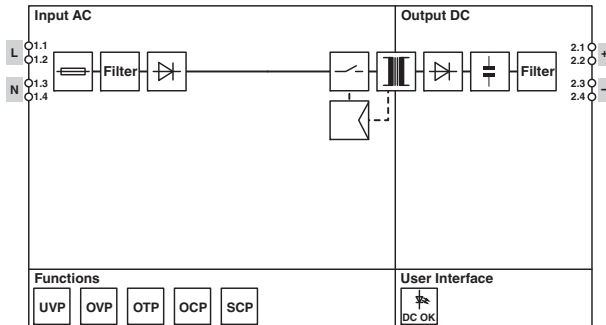 Input AC
Output DC
L
1.1
1.2
N
1.3
1.4
Filter
Filter
2.1
2.2
+
2.3
2.4
–
Functions
UVP
OVP
OTP
OCP
SCP
User Interface
DC OK